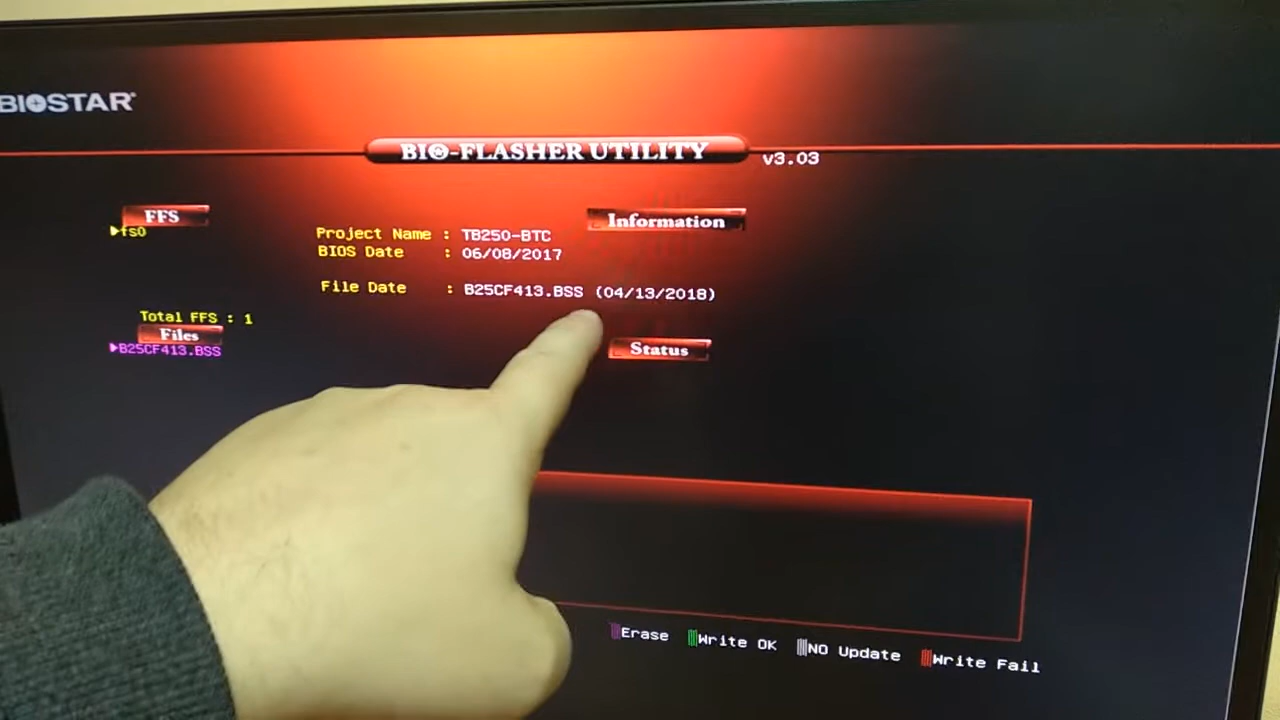 BIOSTAR
BIO-FLASHER UTILITY v3.03
FFS
fs0
Information
Project Name : TB250-BTC
BIOS Date : 06/08/2017
File Date : B25CF413.BSS (04/13/2018)
Total FFS : 1
Files
B25CF413.BSS
Status
Erase Write OK NO Update Write Fail